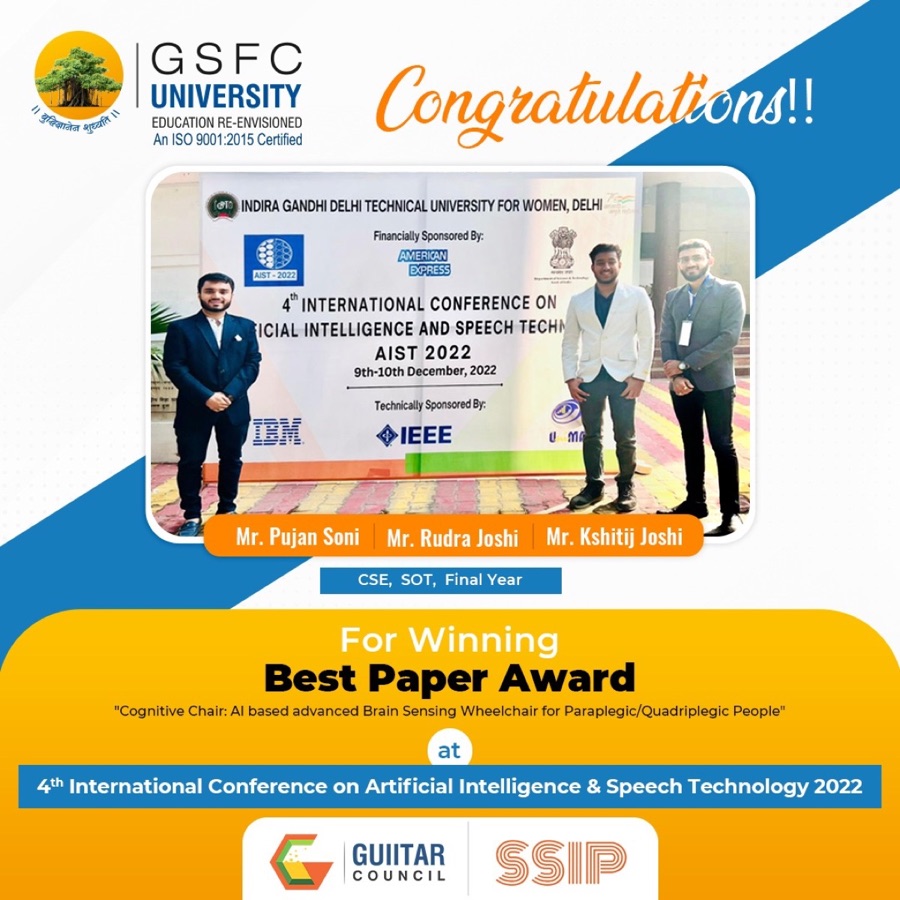 GSFC
UNIVERSITY
EDUCATION RE-ENVISIONED
An ISO 9001:2015 Certified
Congratulations!!
INDIRA GANDHI DELHI TECHNICAL UNIVERSITY FOR WOMEN, DELHI
Financially Sponsored By:
AMERICAN
EXPRESS
AIST - 2022
4th INTERNATIONAL CONFERENCE ON
FICIAL INTELLIGENCE AND SPEECH TECHN
AIST 2022
9th-10th December, 2022
Technically Sponsored By:
IBM
IEEE
Mr. Pujan Soni
Mr. Rudra Joshi
Mr. Kshitij Joshi
CSE, SOT, Final Year
For Winning
Best Paper Award
"Cognitive Chair: AI based advanced Brain Sensing Wheelchair for Paraplegic/Quadriplegic People"
at
4th International Conference on Artificial Intelligence & Speech Technology 2022
GUIITAR
COUNCIL
SSIP